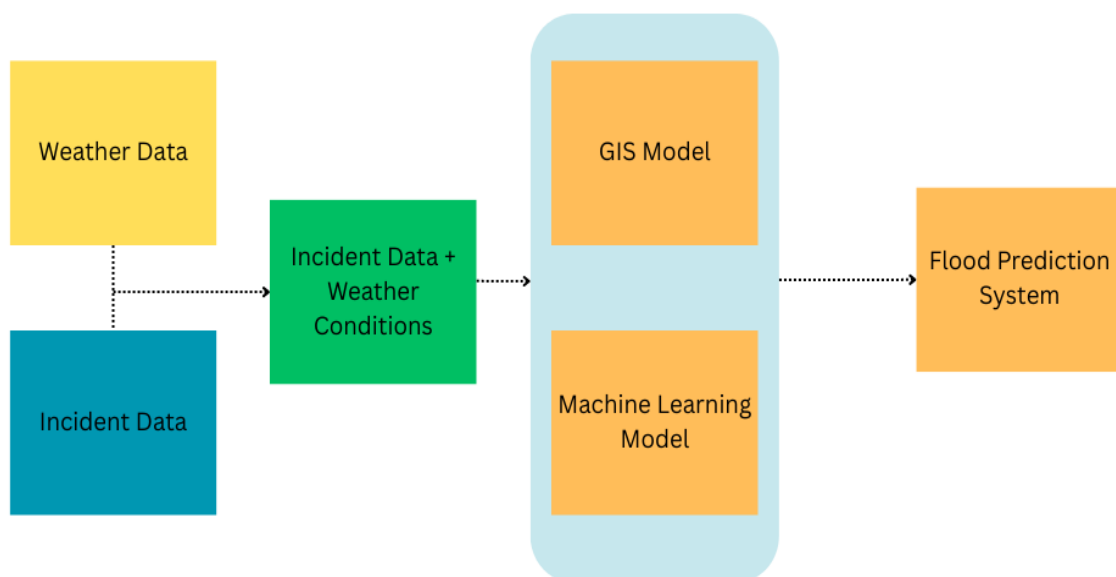 Weather Data
Incident Data
Incident Data +
Weather
Conditions
GIS Model
Machine Learning
Model
Flood Prediction
System